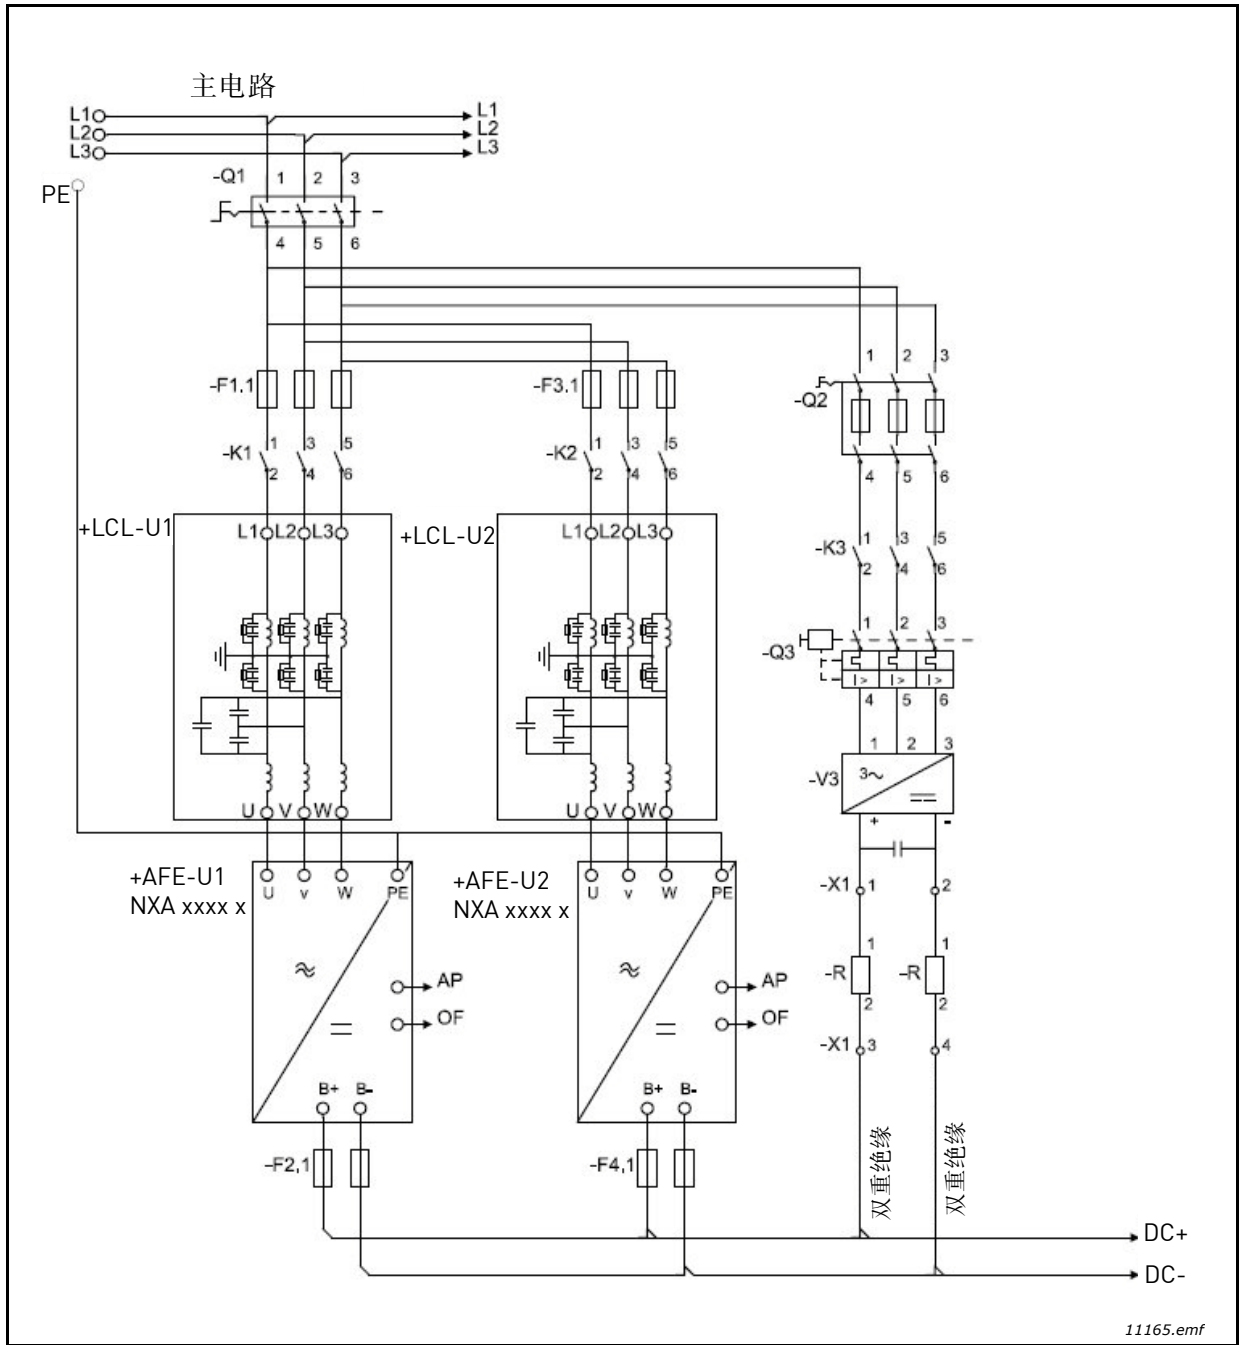 主电路
L1 L1
L2 L2
L3 L3
PE
-Q1 1 2 3
4 5 6
1 2 3
-F1.1 -F3.1
-Q2
-K1 1 3 5
2 4 6
-K2 1 3 5
2 4 6
4 5 6
+LCL-U1 L1 L2 L3
+LCL-U2 L1 L2 L3
-K3 1 3 5
2 4 6
1 2 3
-Q3
I> I> I>
4 5 6
1 2 3
-V3 3~
+ -
U V W
U V W
+AFE-U1
NXA xxxx x
U v W PE
+AFE-U2
NXA xxxx x
U v W PE
-X1 1 2
1 1
-R -R
2 2
AP AP
OF OF
-X1 3 4
B+ B-
B+ B-
-F2,1 -F4,1
双重绝缘
双重绝缘
DC+
DC-
11165.emf